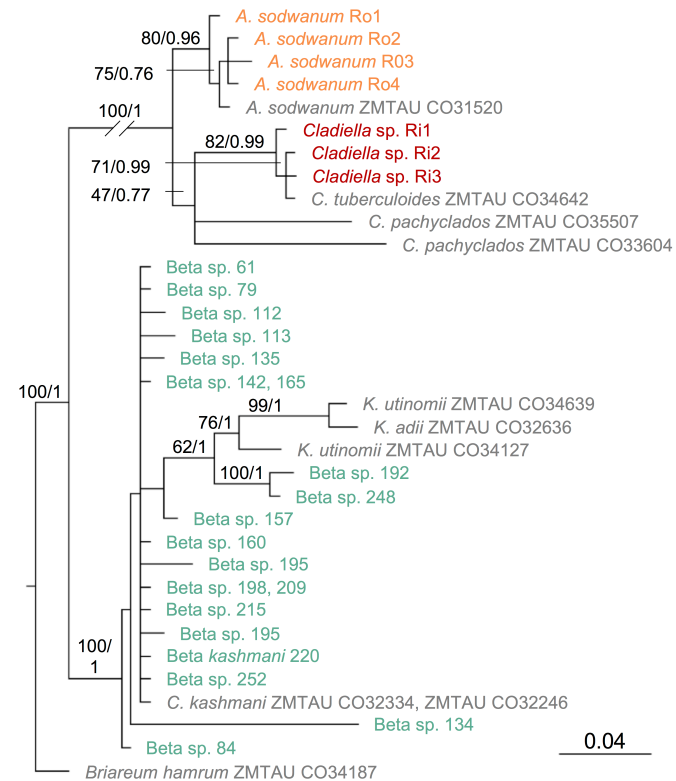 A. sodwanum Ro1
80/0.96
A. sodwanum Ro2
A. sodwanum R03
75/0.76
A. sodwanum Ro4
A. sodwanum ZMTAU CO31520
100/1
Cladiella sp. Ri1
82/0.99
Cladiella sp. Ri2
71/0.99
Cladiella sp. Ri3
47/0.77
C. tuberculoides ZMTAU CO34642
C. pachyclados ZMTAU CO35507
C. pachyclados ZMTAU CO33604
Beta sp. 61
Beta sp. 79
Beta sp. 112
Beta sp. 113
Beta sp. 135
Beta sp. 142, 165
100/1
99/1
K. utinomii ZMTAU CO34639
76/1
K. adii ZMTAU CO32636
62/1
K. utinomii ZMTAU CO34127
100/1
Beta sp. 192
Beta sp. 248
Beta sp. 157
Beta sp. 160
Beta sp. 195
Beta sp. 198, 209
Beta sp. 215
Beta sp. 195
100/
1
Beta kashmani 220
Beta sp. 252
C. kashmani ZMTAU CO32334, ZMTAU CO32246
Beta sp. 134
Beta sp. 84
0.04
Briareum hamrum ZMTAU CO34187